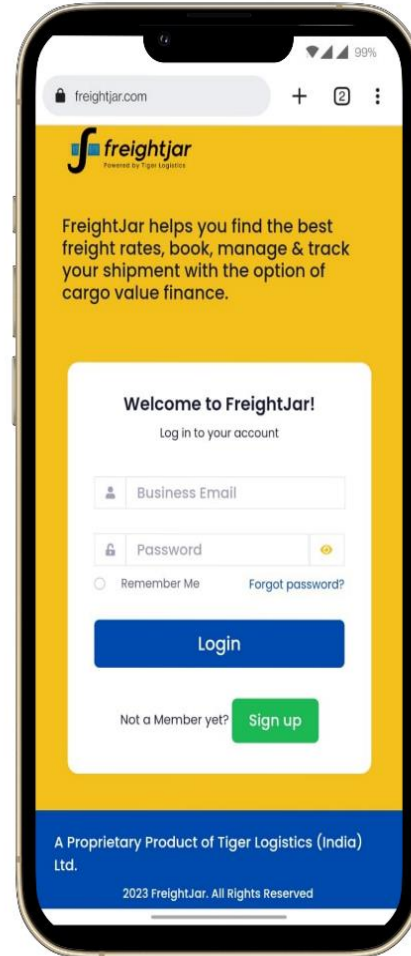 99%
freightjar.com
2
freightjar
Powered by Tiger Logistics
FreightJar helps you find the best
freight rates, book, manage & track
your shipment with the option of
cargo value finance.
Welcome to FreightJar!
Log in to your account
Business Email
Password
Remember Me Forgot password?
Login
Not a Member yet? Sign up
A Proprietary Product of Tiger Logistics (India)
Ltd.
2023 FreightJar. All Rights Reserved